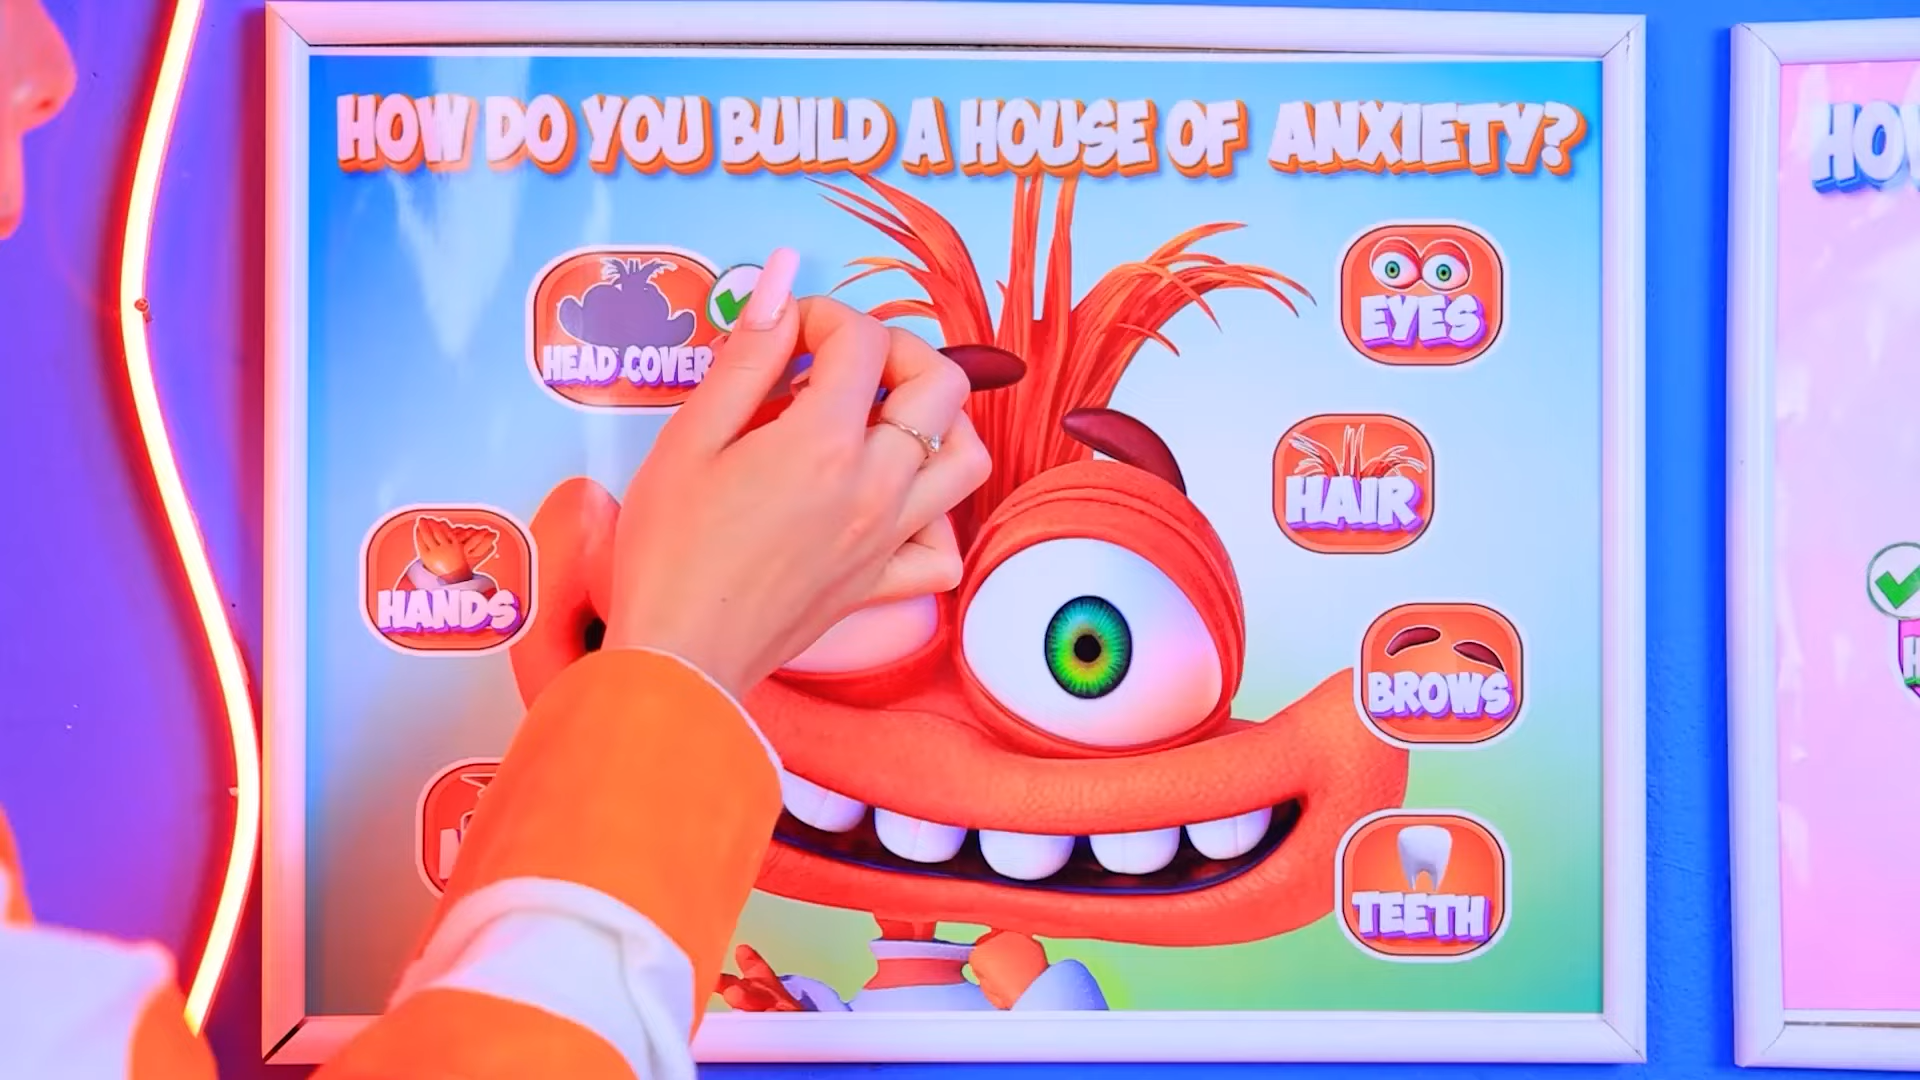 HOW DO YOU BUILD A HOUSE OF ANXIETY?
HEAD COVER
EYES
HAIR
HANDS
BROWS
TEETH